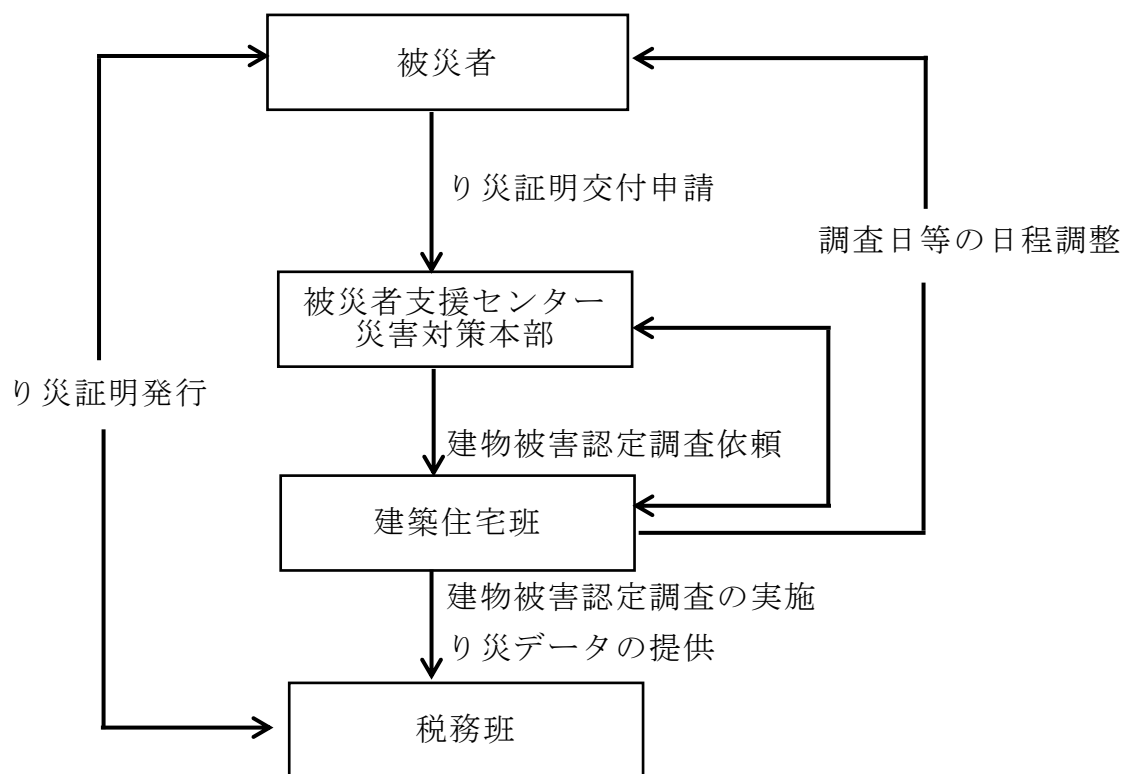 被災者
り災証明交付申請
調査日等の日程調整
被災者支援センター
災害対策本部
り災証明発行
建物被害認定調査依頼
建築住宅班
建物被害認定調査の実施
り災データの提供
税務班